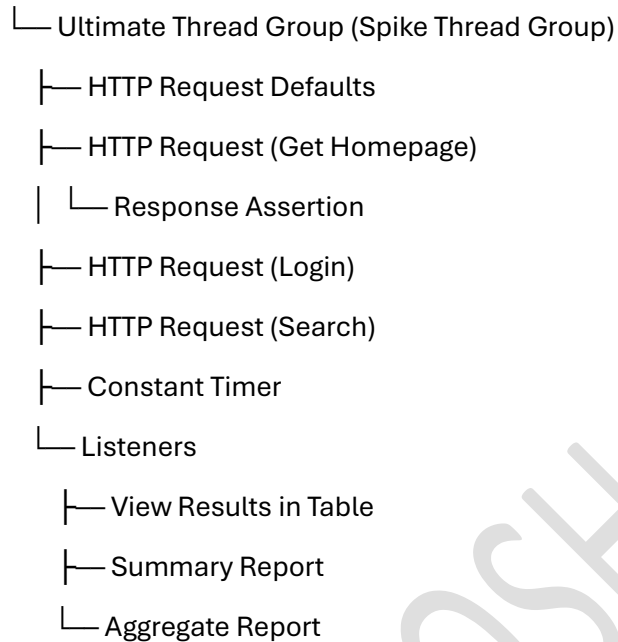 └── Ultimate Thread Group (Spike Thread Group)
├── HTTP Request Defaults
├── HTTP Request (Get Homepage)
│ └── Response Assertion
├── HTTP Request (Login)
├── HTTP Request (Search)
├── Constant Timer
└── Listeners
├── View Results in Table
├── Summary Report
└── Aggregate Report